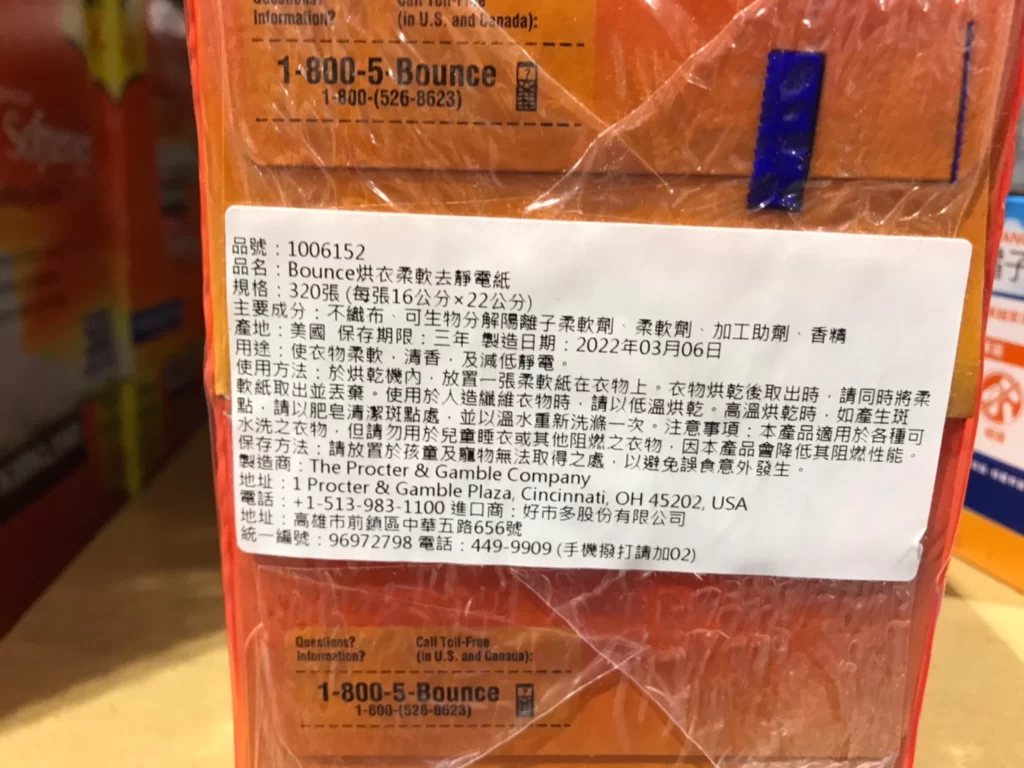 Questions?
Information?
Call Toll-Free
(in U.S. and Canada):
1-800-5-Bounce
1-800-(526-8623)
品號：1006152
品名：Bounce烘衣柔軟去靜電紙
規格：320張 (每張16公分×22公分)
主要成分：不織布、可生物分解陽離子柔軟劑、柔軟劑、加工助劑、香精
產地：美國 保存期限：三年 製造日期：2022年03月06日
用途：使衣物柔軟，清香，及減低靜電。
使用方法：於烘乾機內，放置一張柔軟紙在衣物上。衣物烘乾後取出時，請同時將柔
軟紙取出並丟棄。使用於人造纖維衣物時，請以低溫烘乾。高溫烘乾時，如產生斑
點，請以肥皂清潔斑點處，並以溫水重新洗滌一次。注意事項：本產品適用於各種可
水洗之衣物，但請勿用於兒童睡衣或其他阻燃之衣物，因本產品會降低其阻燃性能。
保存方法：請放置於孩童及寵物無法取得之處，以避免誤食意外發生。
製造商：The Procter & Gamble Company
地址：1 Procter & Gamble Plaza, Cincinnati, OH 45202, USA
電話：+1-513-983-1100 進口商：好市多股份有限公司
地址：高雄市前鎮區中華五路656號
統一編號：96972798 電話：449-9909 (手機撥打請加02)
Questions?
Information?
Call Toll-Free
(in U.S. and Canada):
1-800-5-Bounce
1-800-(526-8623)